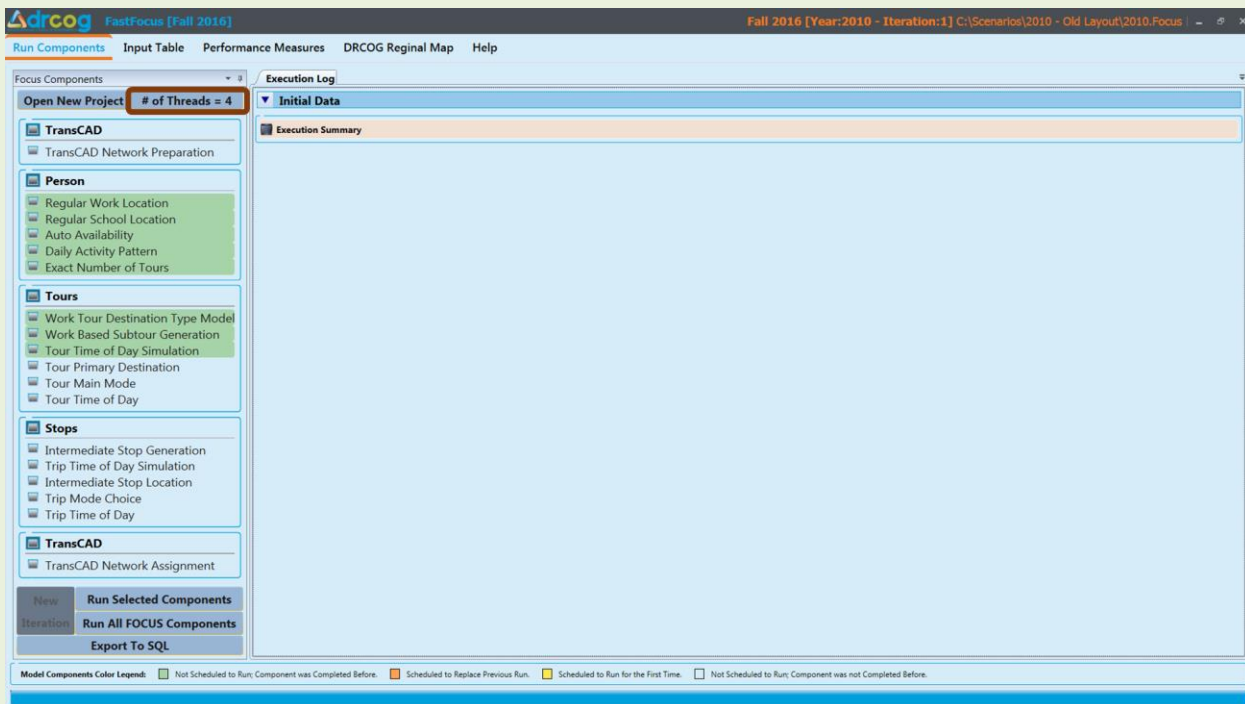 drcog FastFocus [Fall 2016] Fall 2016 [Year:2010 - Iteration:1] C:\Scenarios\2010 - Old Layout\2010.Focus
Run Components Input Table Performance Measures DRCOG Reginal Map Help
Focus Components
Open New Project # of Threads = 4
TransCAD
TransCAD Network Preparation
Person
Regular Work Location
Regular School Location
Auto Availability
Daily Activity Pattern
Exact Number of Tours
Tours
Work Tour Destination Type Model
Work Based Subtour Generation
Tour Time of Day Simulation
Tour Primary Destination
Tour Main Mode
Tour Time of Day
Stops
Intermediate Stop Generation
Trip Time of Day Simulation
Intermediate Stop Location
Trip Mode Choice
Trip Time of Day
TransCAD
TransCAD Network Assignment
New Iteration
Run Selected Components
Run All FOCUS Components
Export To SQL
Execution Log
Initial Data
Execution Summary
Model Components Color Legend: Not Scheduled to Run; Component was Completed Before. Scheduled to Replace Previous Run. Scheduled to Run for the First Time. Not Scheduled to Run; Component was not Completed Before.